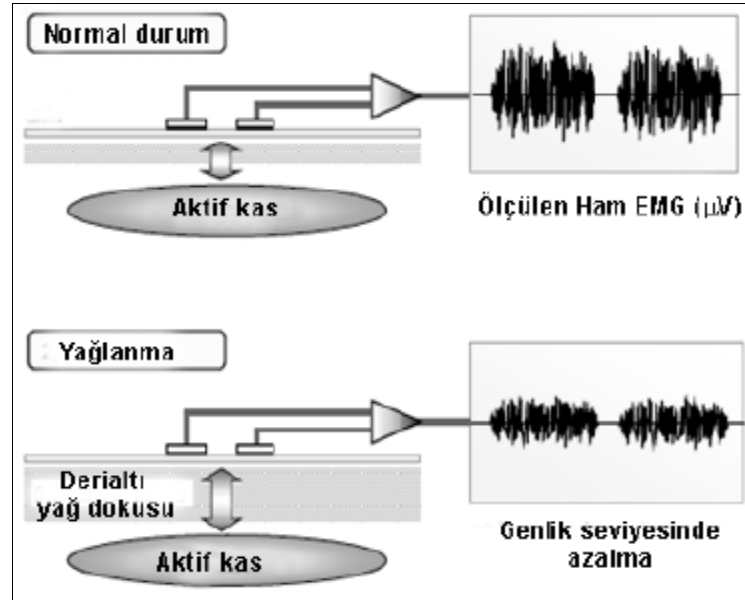 Normal durum
Aktif kas
Ölçülen Ham EMG (µV)
Yağlanma
Derialtı
yağ dokusu
Aktif kas
Genlik seviyesinde
azalma